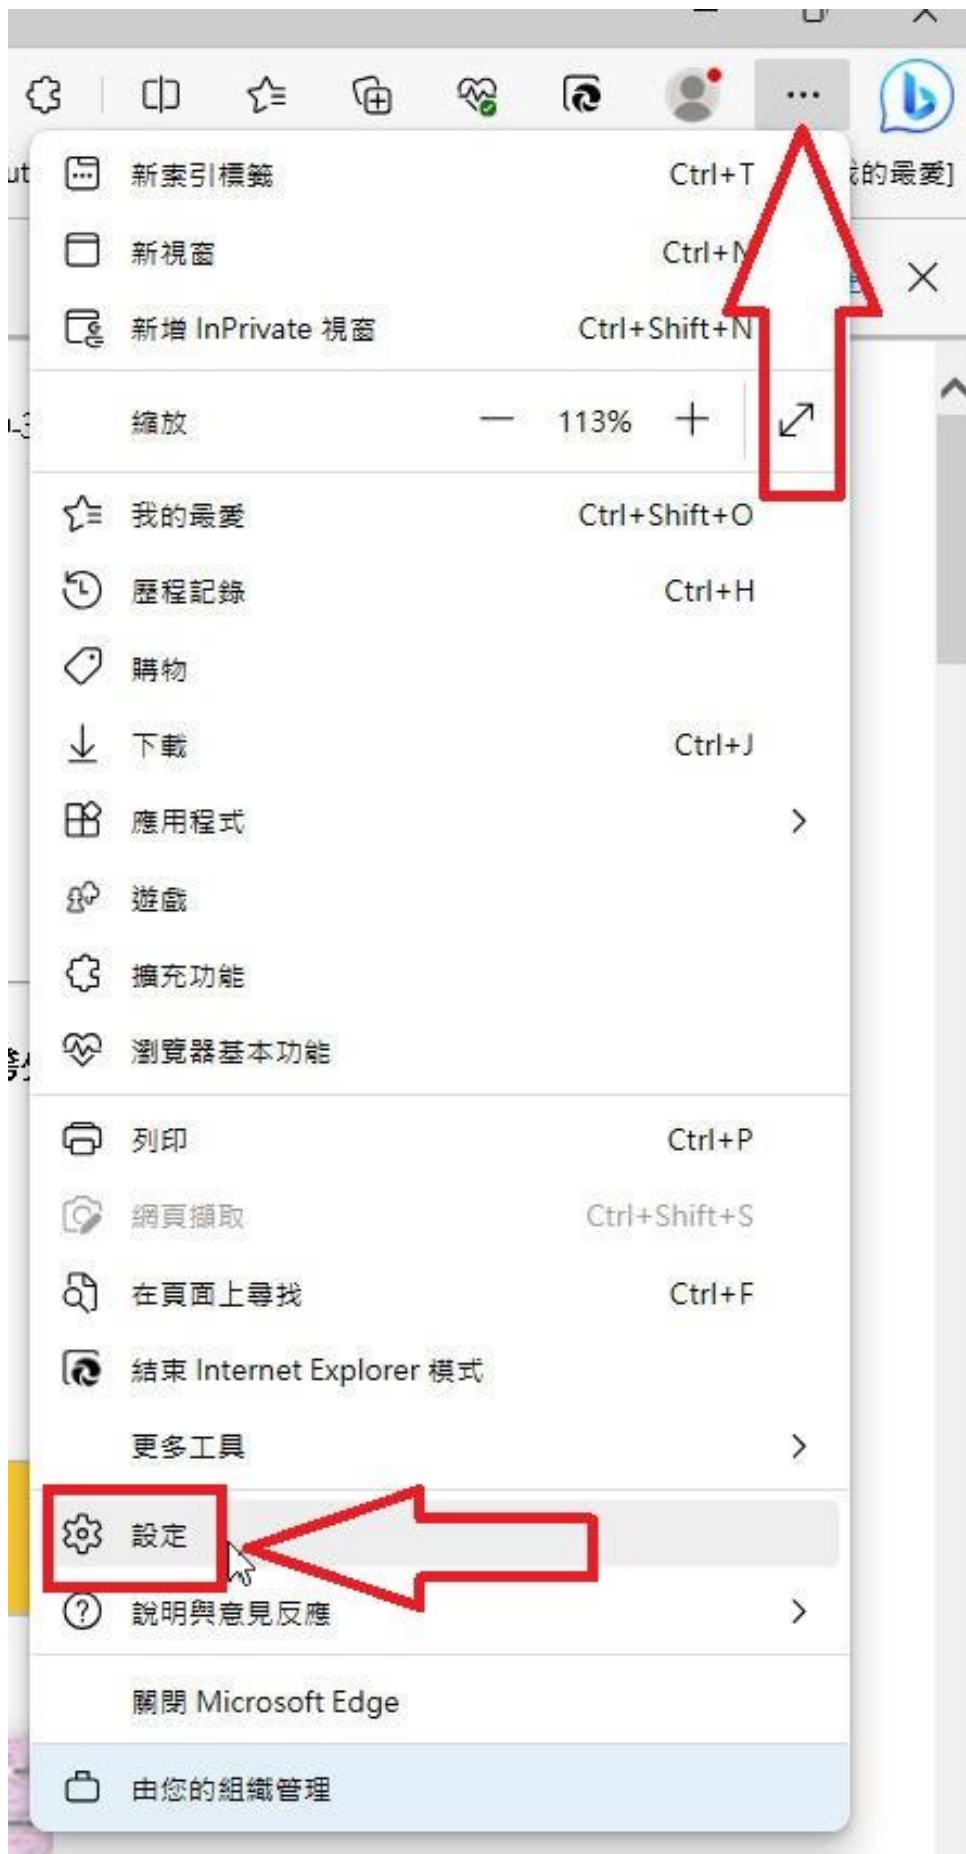 新索引標籤 Ctrl+T
的最愛]
新視窗 Ctrl+N
新增 InPrivate 視窗 Ctrl+Shift+N
縮放 113%
我的最愛 Ctrl+Shift+O
歷程記錄 Ctrl+H
購物
下載 Ctrl+J
應用程式
遊戲
擴充功能
瀏覽器基本功能
列印 Ctrl+P
網頁擷取 Ctrl+Shift+S
在頁面上尋找 Ctrl+F
結束 Internet Explorer 模式
更多工具
設定
說明與意見反應
關閉 Microsoft Edge
由您的組織管理